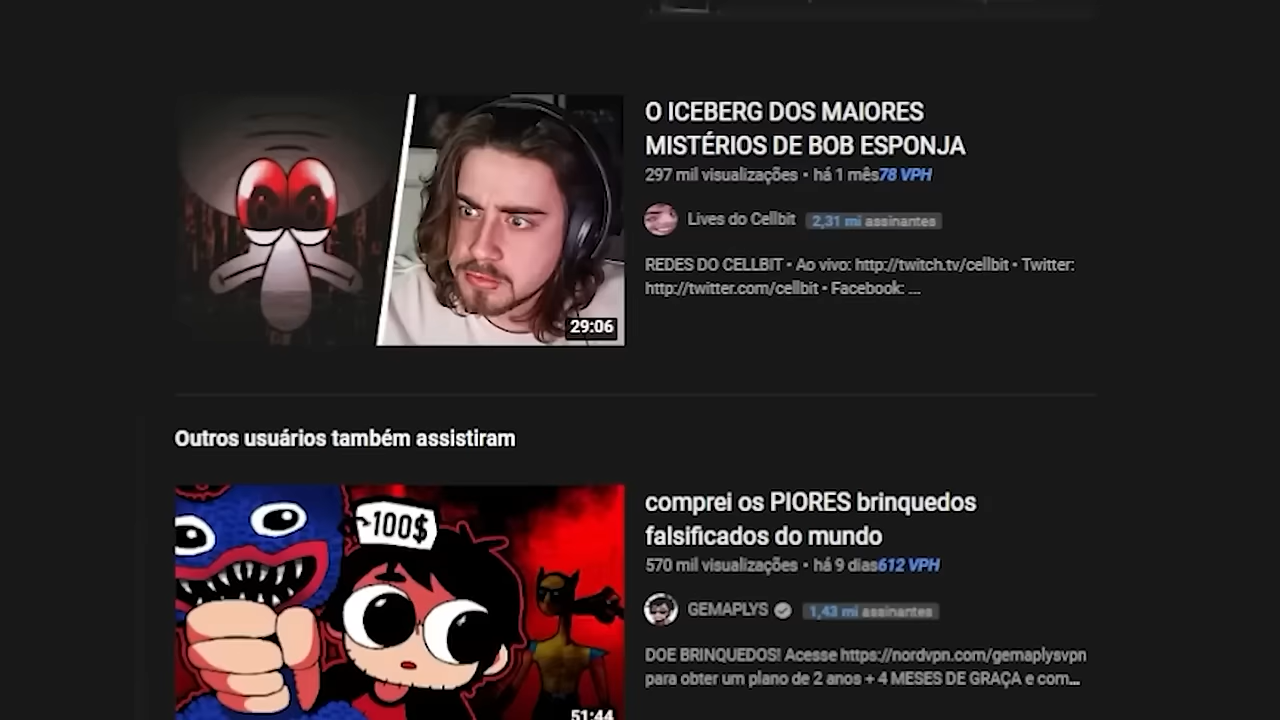 O ICEBERG DOS MAIORES
MISTÉRIOS DE BOB ESPONJA
297 mil visualizações • há 1 mês78 VPH
Lives do Cellbit 2,31 mi assinantes
REDES DO CELLBIT • Ao vivo: http://twitch.tv/cellbit • Twitter:
http://twitter.com/cellbit • Facebook: ...
29:06
Outros usuários também assistiram
~100$
comprei os PIORES brinquedos
falsificados do mundo
570 mil visualizações • há 9 dias612 VPH
GEMAPLYS 1,43 mi assinantes
DOE BRINQUEDOS! Acesse https://nordvpn.com/gemaplysvpn
para obter um plano de 2 anos + 4 MESES DE GRAÇA e com...
51:44